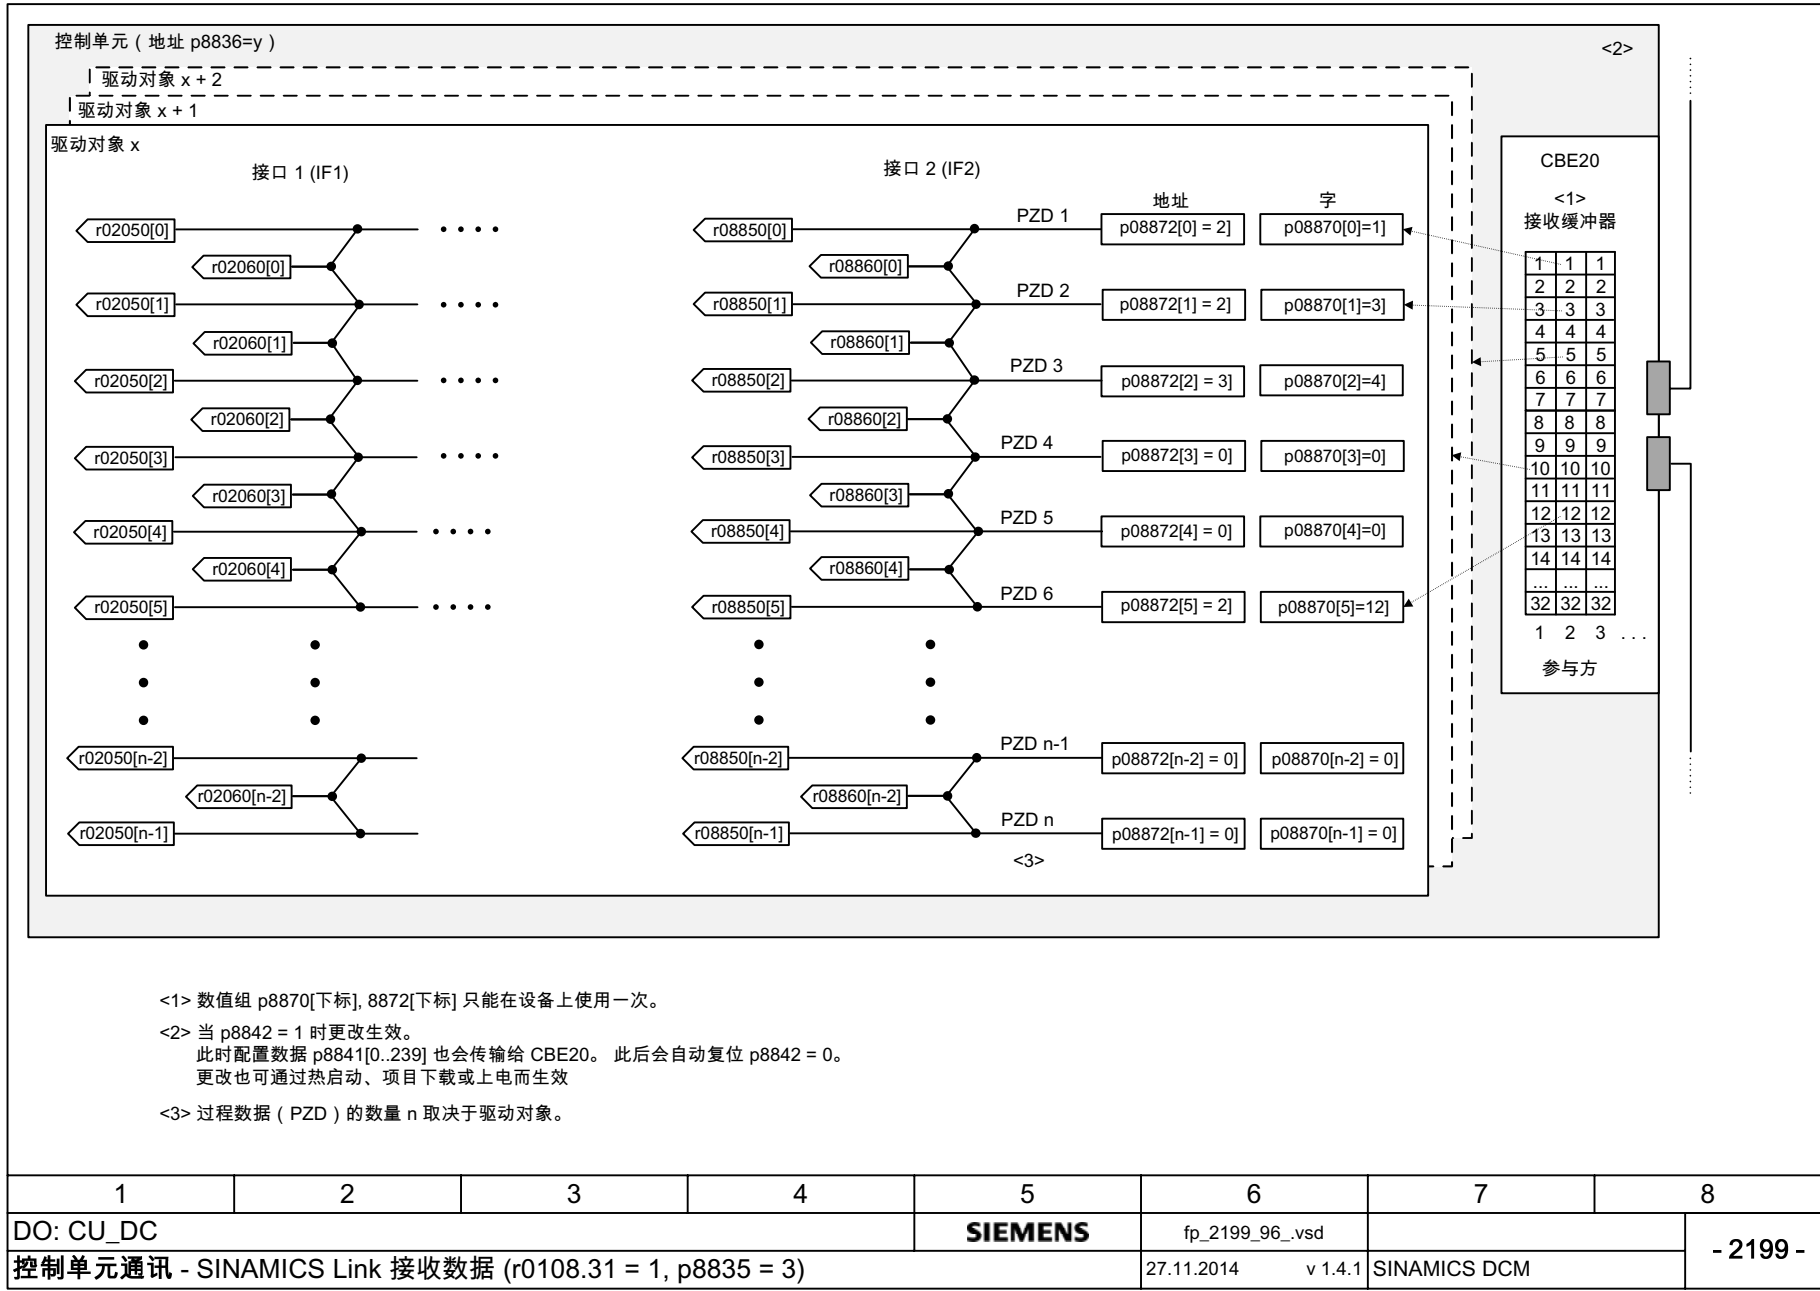 控制单元（地址 p8836=y）
<2>
驱动对象 x + 2
驱动对象 x + 1
驱动对象 x
接口 1 (IF1)
接口 2 (IF2)
CBE20
<1>
接收缓冲器
地址
字
r02050[0]
r08850[0]
PZD 1
p08872[0] = 2]
p08870[0]=1]
r02060[0]
r08860[0]
r02050[1]
r08850[1]
PZD 2
p08872[1] = 2]
p08870[1]=3]
r02060[1]
r08860[1]
r02050[2]
r08850[2]
PZD 3
p08872[2] = 3]
p08870[2]=4]
r02060[2]
r08860[2]
r02050[3]
r08850[3]
PZD 4
p08872[3] = 0]
p08870[3]=0]
r02060[3]
r08860[3]
r02050[4]
r08850[4]
PZD 5
p08872[4] = 0]
p08870[4]=0]
r02060[4]
r08860[4]
r02050[5]
r08850[5]
PZD 6
p08872[5] = 2]
p08870[5]=12]
r02050[n-2]
r08850[n-2]
PZD n-1
p08872[n-2] = 0]
p08870[n-2] = 0]
r02060[n-2]
r08860[n-2]
r02050[n-1]
r08850[n-1]
PZD n
p08872[n-1] = 0]
p08870[n-1] = 0]
<3>
1 1 1
2 2 2
3 3 3
4 4 4
5 5 5
6 6 6
7 7 7
8 8 8
9 9 9
10 10 10
11 11 11
12 12 12
13 13 13
14 14 14
... ... ...
32 32 32
1 2 3 . . .
参与方
<1> 数值组 p8870[下标], 8872[下标] 只能在设备上使用一次。
<2> 当 p8842 = 1 时更改生效。
此时配置数据 p8841[0..239] 也会传输给 CBE20。 此后会自动复位 p8842 = 0。
更改也可通过热启动、项目下载或上电而生效
<3> 过程数据（PZD）的数量 n 取决于驱动对象。
1 2 3 4 5 6 7 8
DO: CU_DC
SIEMENS
fp_2199_96_.vsd
- 2199 -
控制单元通讯 - SINAMICS Link 接收数据 (r0108.31 = 1, p8835 = 3)
27.11.2014 v 1.4.1
SINAMICS DCM